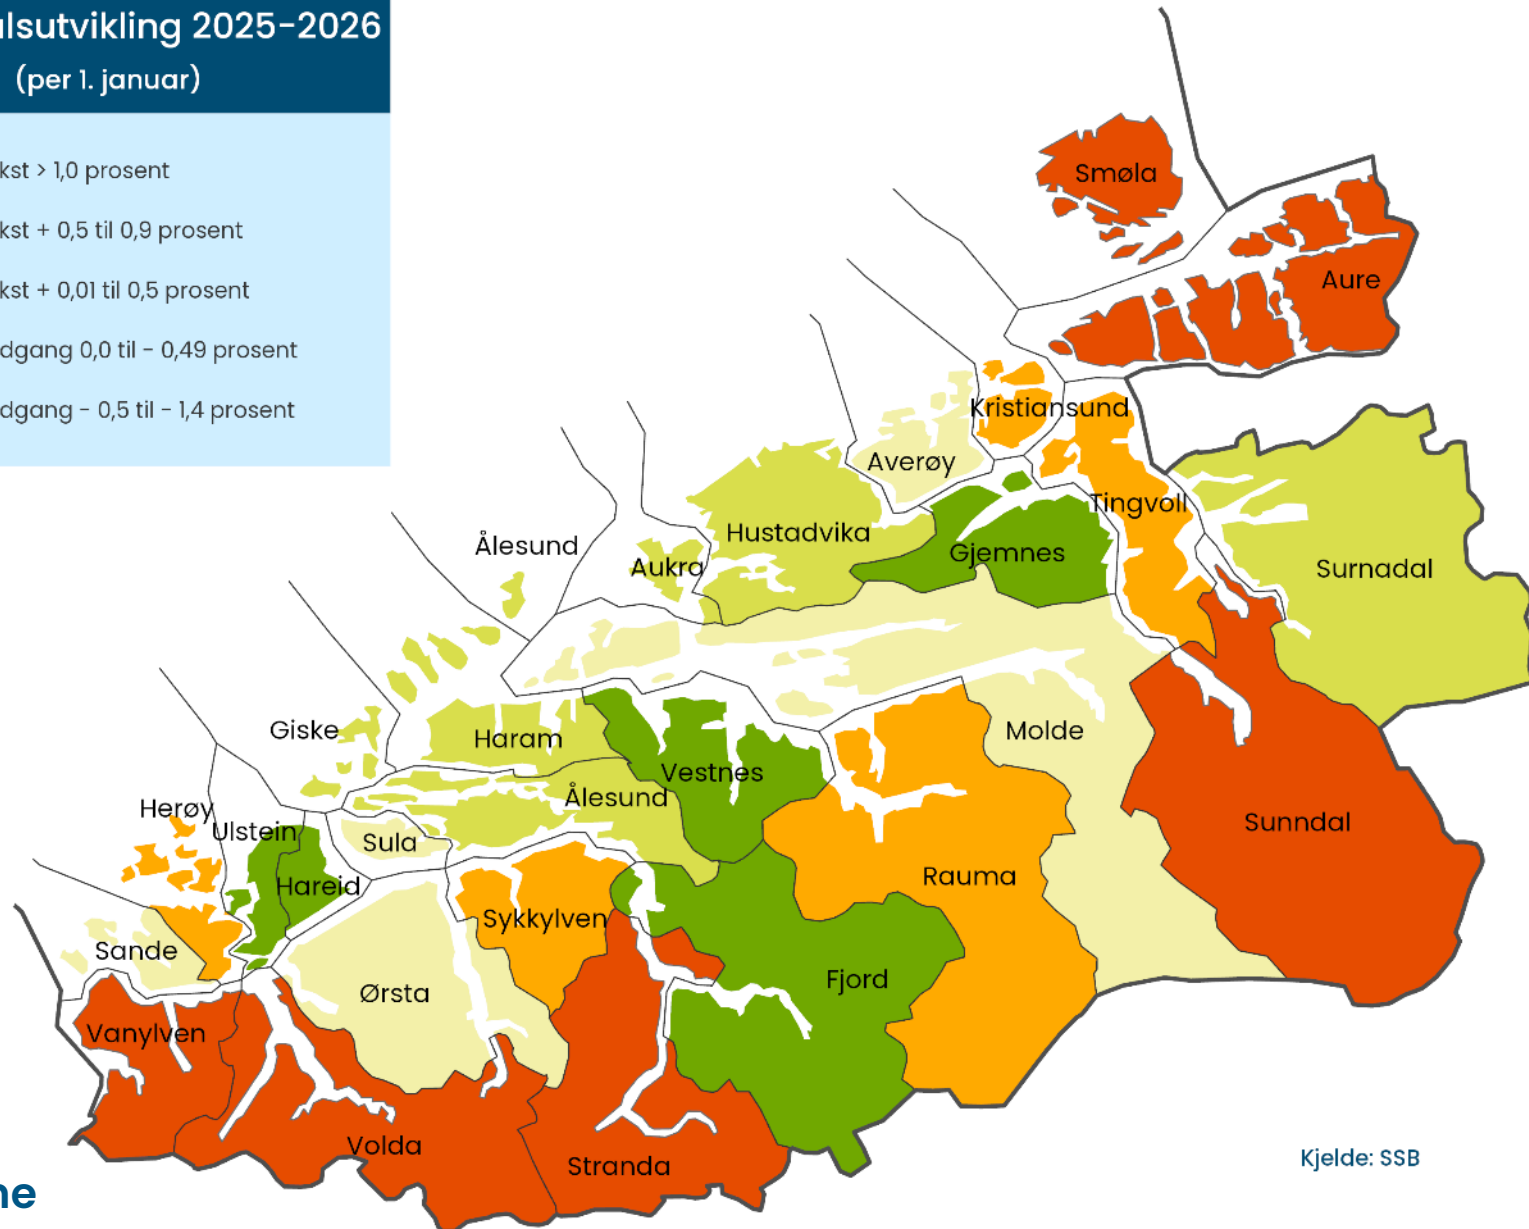 lsutvikling 2025-2026
(per 1. januar)
kst > 1,0 prosent
kst + 0,5 til 0,9 prosent
kst + 0,01 til 0,5 prosent
dgang 0,0 til - 0,49 prosent
dgang - 0,5 til - 1,4 prosent
Smøla
Aure
Kristiansund
Averøy
Tingvoll
Hustadvika
Ålesund
Gjemnes
Aukra
Surnadal
Giske
Haram
Molde
Vestnes
Ålesund
Herøy
Ulstein
Sula
Sunndal
Hareid
Rauma
Sykkylven
Sande
Fjord
Ørsta
Vanylven
Volda
Stranda
Kjelde: SSB
ne